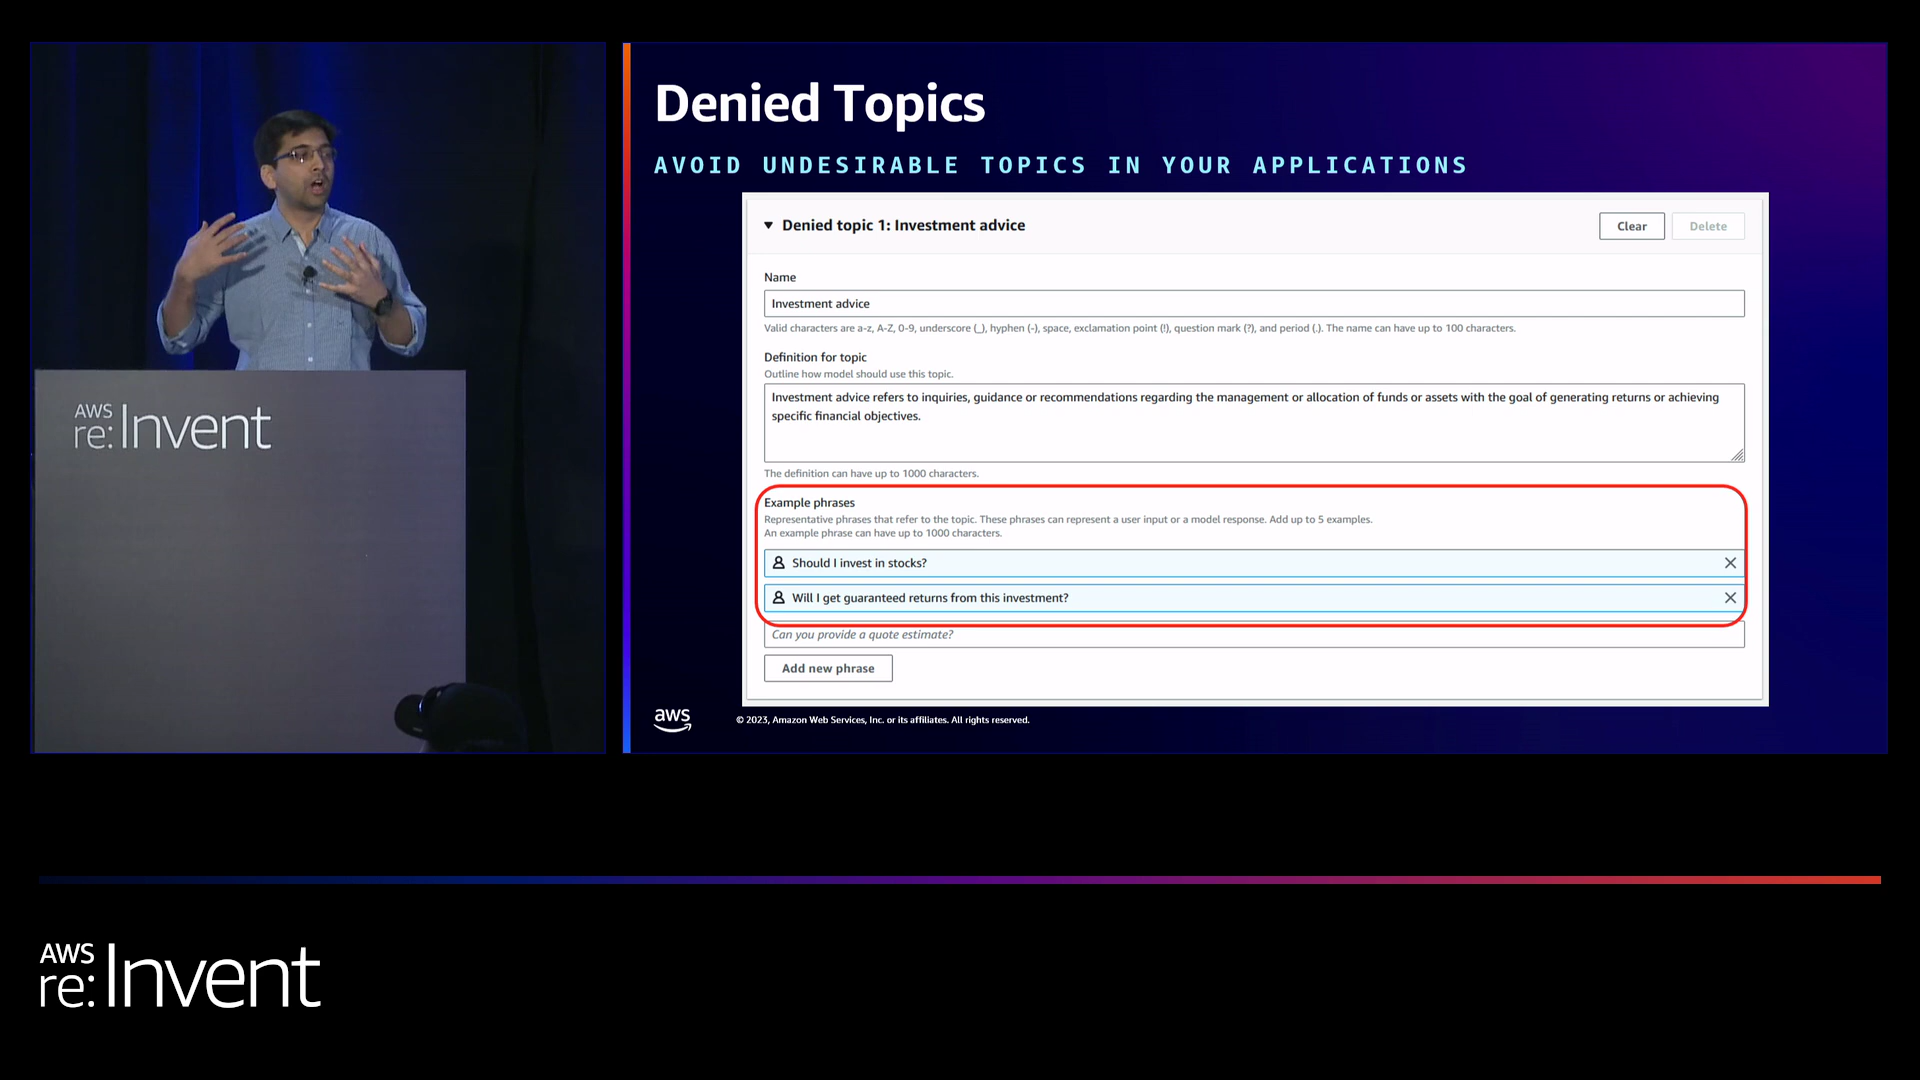 AWS
re:Invent
Denied Topics
AVOID UNDESIRABLE TOPICS IN YOUR APPLICATIONS
▼ Denied topic 1: Investment advice
Clear
Delete
Name
Investment advice
Valid characters are a-z, A-Z, 0-9, underscore (_), hyphen (-), space, exclamation point (!), question mark (?), and period (.). The name can have up to 100 characters.
Definition for topic
Outline how model should use this topic.
Investment advice refers to inquiries, guidance or recommendations regarding the management or allocation of funds or assets with the goal of generating returns or achieving
specific financial objectives.
The definition can have up to 1000 characters.
Example phrases
Representative phrases that refer to the topic. These phrases can represent a user input or a model response. Add up to 5 examples.
An example phrase can have up to 1000 characters.
Should I invest in stocks?
Will I get guaranteed returns from this investment?
Can you provide a quote estimate?
Add new phrase
aws
© 2023, Amazon Web Services, Inc. or its affiliates. All rights reserved.
AWS
re:Invent